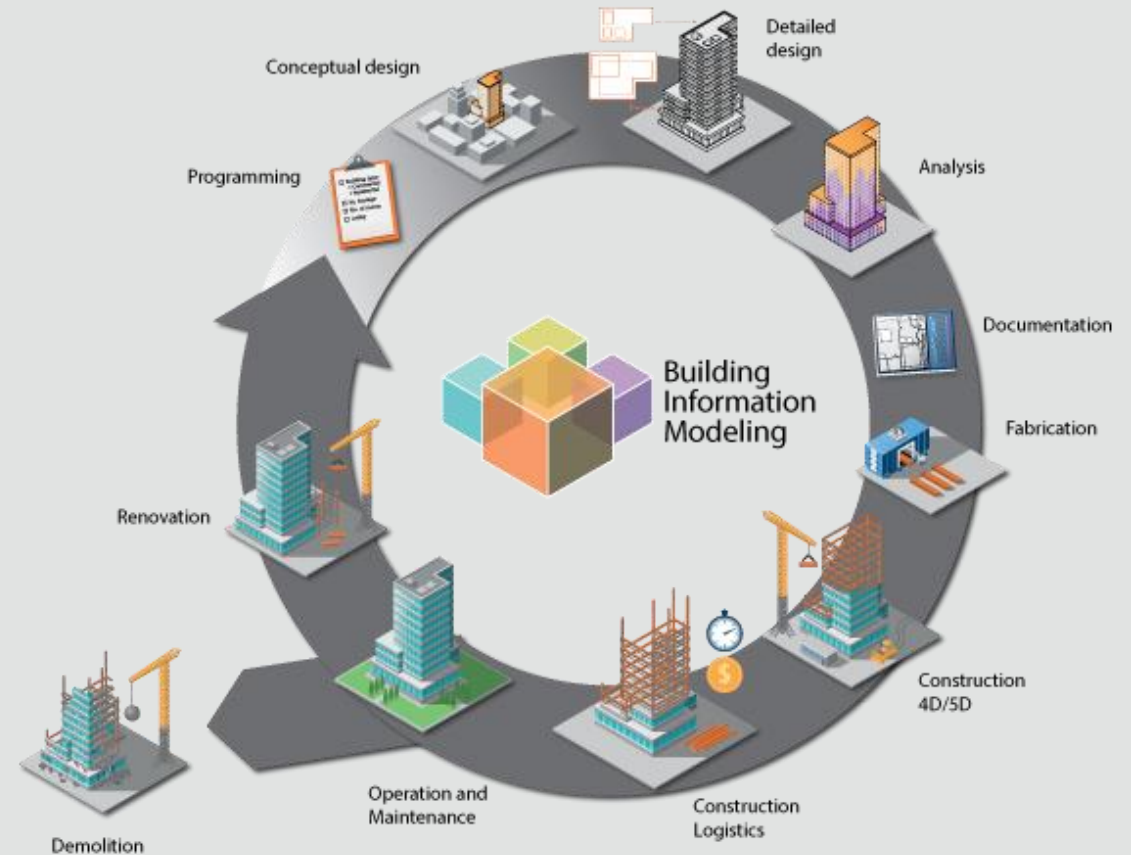 Conceptual design
Detailed
design
Programming
Analysis
Documentation
Building
Information
Modeling
Fabrication
Renovation
Construction
4D/5D
$
Operation and
Maintenance
Construction
Logistics
Demolition